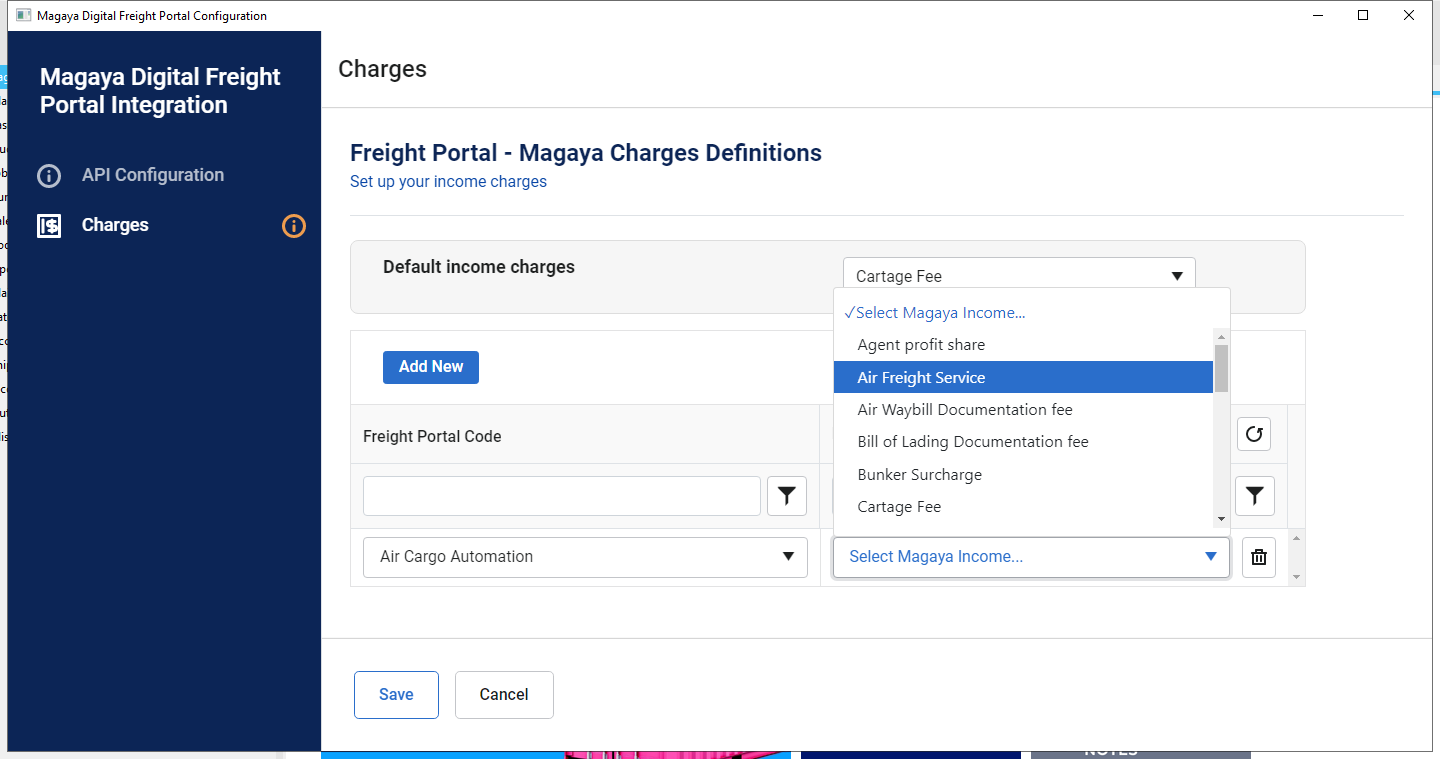 Magaya Digital Freight Portal Configuration
Magaya Digital Freight
Portal Integration
API Configuration
Charges
Charges
Freight Portal - Magaya Charges Definitions
Set up your income charges
Default income charges
Cartage Fee
✓Select Magaya Income...
Agent profit share
Air Freight Service
Air Waybill Documentation fee
Bill of Lading Documentation fee
Bunker Surcharge
Cartage Fee
Add New
Freight Portal Code
Air Cargo Automation
Select Magaya Income...
Save
Cancel
NOTES